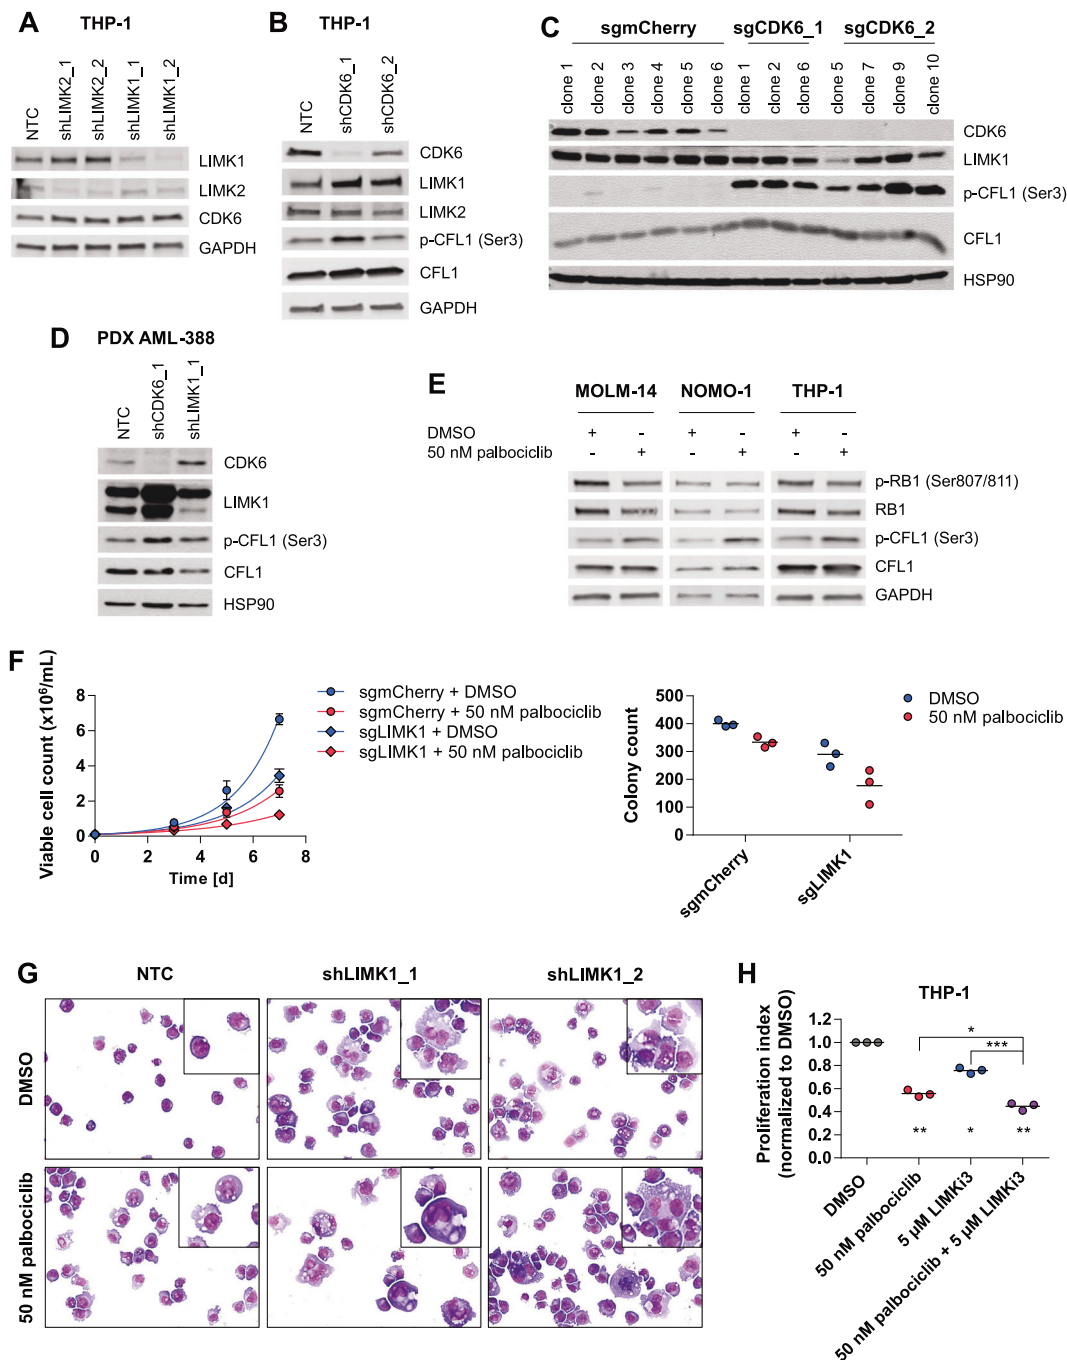 A
THP-1
NTC
shLIMK2_1
shLIMK2_2
shLIMK1_1
shLIMK1_2
LIMK1
LIMK2
CDK6
GAPDH
B
THP-1
NTC
shCDK6_1
shCDK6_2
CDK6
LIMK1
LIMK2
p-CFL1 (Ser3)
CFL1
GAPDH
C
sgmCherry
sgCDK6_1
sgCDK6_2
clone 1
clone 2
clone 3
clone 4
clone 5
clone 6
clone 1
clone 2
clone 6
clone 5
clone 7
clone 9
clone 10
CDK6
LIMK1
p-CFL1 (Ser3)
CFL1
HSP90
D
PDX AML-388
NTC
shCDK6_1
shLIMK1_1
CDK6
LIMK1
p-CFL1 (Ser3)
CFL1
HSP90
E
MOLM-14
NOMO-1
THP-1
DMSO + - + - + -
50 nM palbociclib - + - + - +
p-RB1 (Ser807/811)
RB1
p-CFL1 (Ser3)
CFL1
GAPDH
F
Viable cell count (x10⁶/mL)
8
6
4
2
0
0 2 4 6 8
Time [d]
sgmCherry + DMSO
sgmCherry + 50 nM palbociclib
sgLIMK1 + DMSO
sgLIMK1 + 50 nM palbociclib
Colony count
500
400
300
200
100
0
sgmCherry
sgLIMK1
DMSO
50 nM palbociclib
G
NTC
shLIMK1_1
shLIMK1_2
DMSO
50 nM palbociclib
H
THP-1
Proliferation index
(normalized to DMSO)
1.2
1.0
0.8
0.6
0.4
0.2
0.0
*
***
** * **
DMSO
50 nM palbociclib
5 µM LIMKi3
50 nM palbociclib + 5 µM LIMKi3